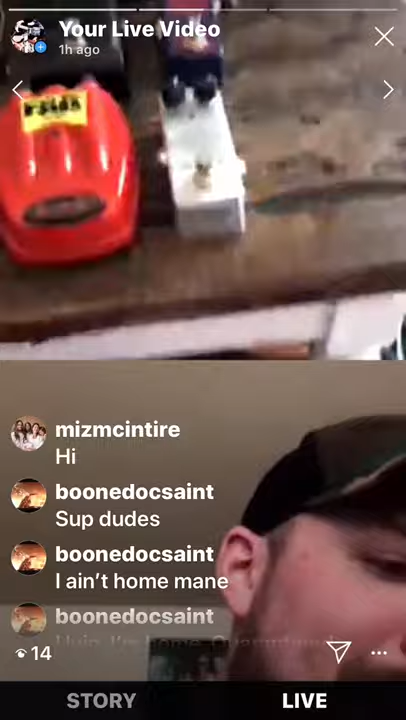 Your Live Video
1h ago
mizmcintire
Hi
boonedocsaint
Sup dudes
boonedocsaint
I ain't home mane
boonedocsaint
14
STORY
LIVE